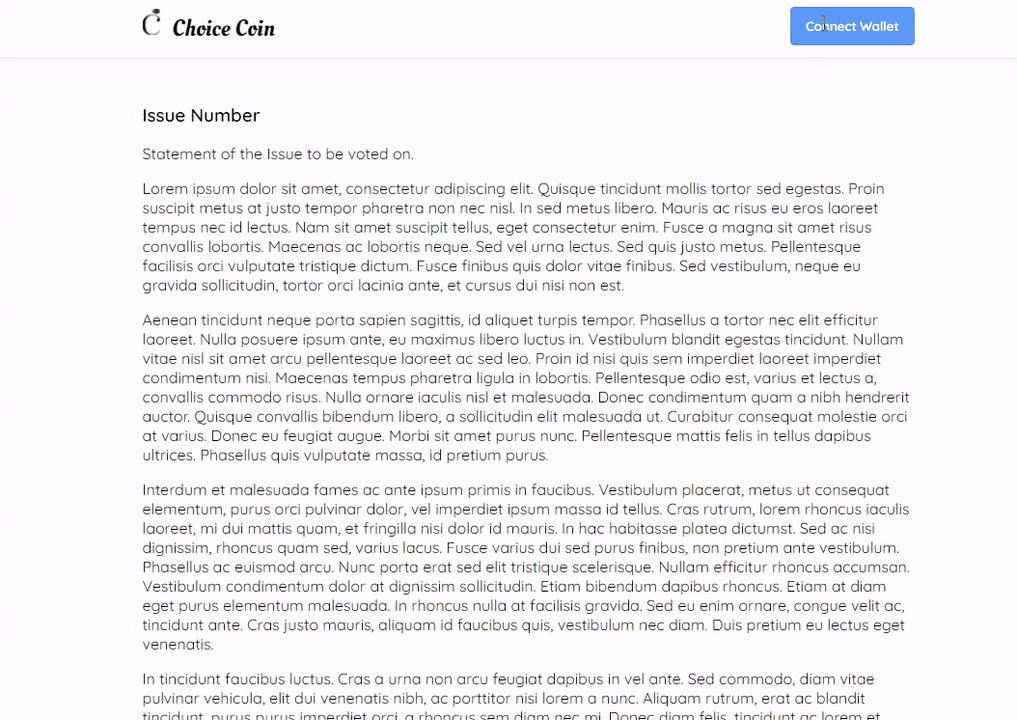 Choice Coin
Connect Wallet
Issue Number
Statement of the Issue to be voted on.
Lorem ipsum dolor sit amet, consectetur adipiscing elit. Quisque tincidunt mollis tortor sed egestas. Proin
suscipit metus at justo tempor pharetra non nec nisl. In sed metus libero. Mauris ac risus eu eros laoreet
tempus nec id lectus. Nam sit amet suscipit tellus, eget consectetur enim. Fusce a magna sit amet risus
convallis lobortis. Maecenas ac lobortis neque. Sed vel urna lectus. Sed quis justo metus. Pellentesque
facilisis orci vulputate tristique dictum. Fusce finibus quis dolor vitae finibus. Sed vestibulum, neque eu
gravida sollicitudin, tortor orci lacinia ante, et cursus dui nisi non est.
Aenean tincidunt neque porta sapien sagittis, id aliquet turpis tempor. Phasellus a tortor nec elit efficitur
laoreet. Nulla posuere ipsum ante, eu maximus libero luctus in. Vestibulum blandit egestas tincidunt. Nullam
vitae nisl sit amet arcu pellentesque laoreet ac sed leo. Proin id nisi quis sem imperdiet laoreet imperdiet
condimentum nisi. Maecenas tempus pharetra ligula in lobortis. Pellentesque odio est, varius et lectus a,
convallis commodo risus. Nulla ornare iaculis nisl et malesuada. Donec condimentum quam a nibh hendrerit
auctor. Quisque convallis bibendum libero, a sollicitudin elit malesuada ut. Curabitur consequat molestie orci
at varius. Donec eu feugiat augue. Morbi sit amet purus nunc. Pellentesque mattis felis in tellus dapibus
ultrices. Phasellus quis vulputate massa, id pretium purus.
Interdum et malesuada fames ac ante ipsum primis in faucibus. Vestibulum placerat, metus ut consequat
elementum, purus orci pulvinar dolor, vel imperdiet ipsum massa id tellus. Cras rutrum, lorem rhoncus iaculis
laoreet, mi dui mattis quam, et fringilla nisi dolor id mauris. In hac habitasse platea dictumst. Sed ac nisi
dignissim, rhoncus quam sed, varius lacus. Fusce varius dui sed purus finibus, non pretium ante vestibulum.
Phasellus ac euismod arcu. Nunc porta erat sed elit tristique scelerisque. Nullam efficitur rhoncus accumsan.
Vestibulum condimentum dolor at dignissim sollicitudin. Etiam bibendum dapibus rhoncus. Etiam at diam
eget purus elementum malesuada. In rhoncus nulla at facilisis gravida. Sed eu enim ornare, congue velit ac,
tincidunt ante. Cras justo mauris, aliquam id faucibus quis, vestibulum nec diam. Duis pretium eu lectus eget
venenatis.
In tincidunt faucibus luctus. Cras a urna non arcu feugiat dapibus in vel ante. Sed commodo, diam vitae
pulvinar vehicula, elit dui venenatis nibh, ac porttitor nisi lorem a nunc. Aliquam rutrum, erat ac blandit
tincidunt, purus purus imperdiet orci, a rhoncus sem diam nec mi. Donec diam felis, tincidunt ac lorem et